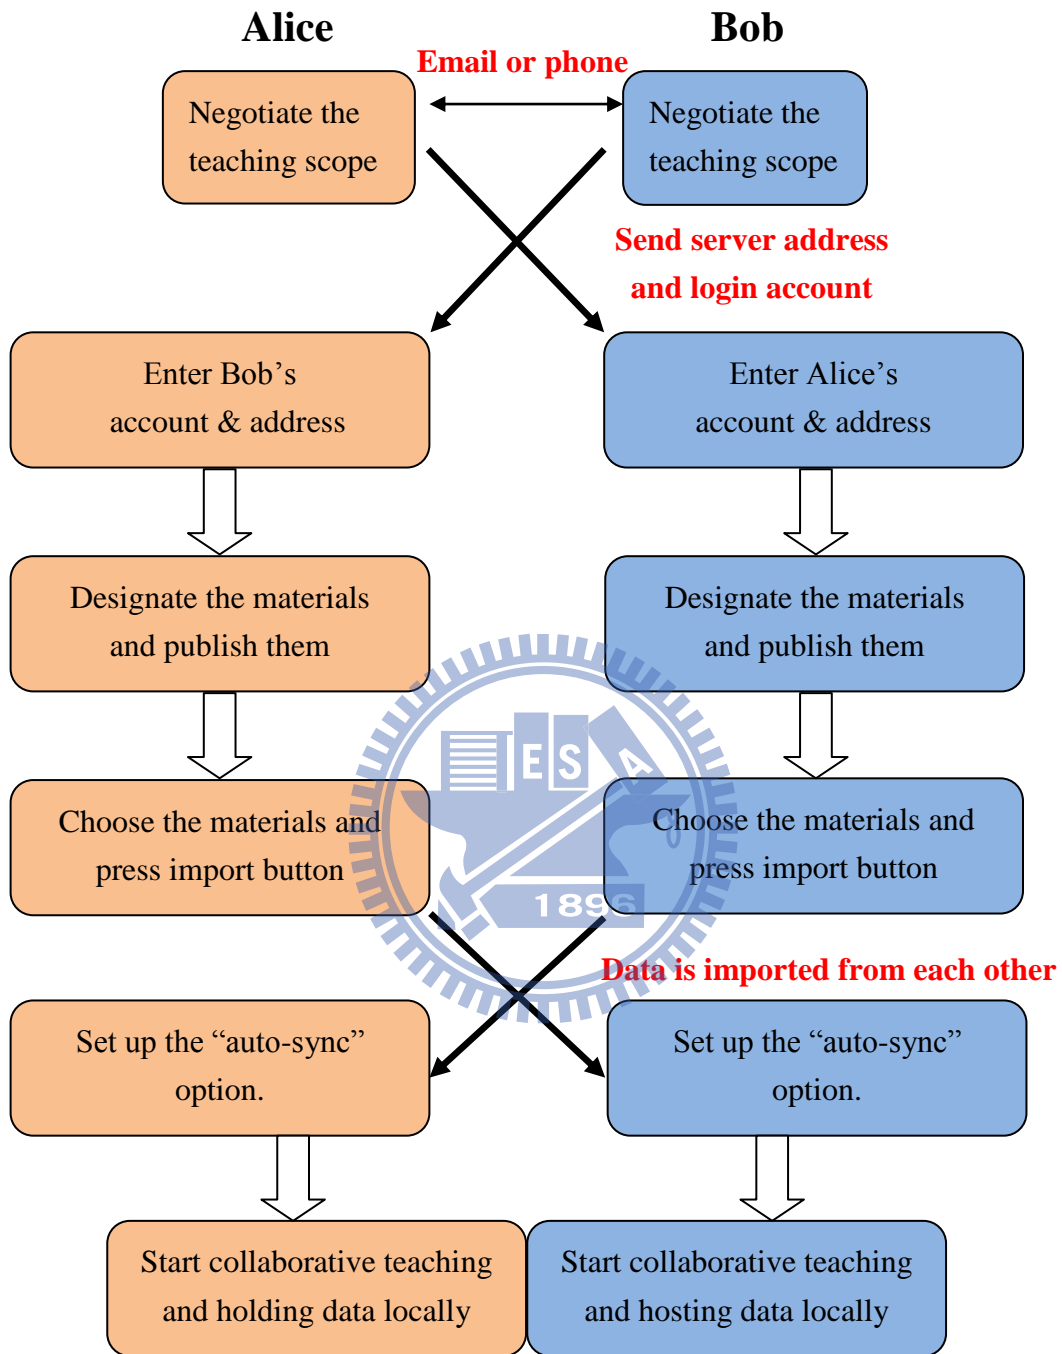 Alice
Bob
Email or phone
Negotiate the
teaching scope
Negotiate the
teaching scope
Send server address
and login account
Enter Bob’s
account & address
Enter Alice’s
account & address
Designate the materials
and publish them
Designate the materials
and publish them
Choose the materials and
press import button
Choose the materials and
press import button
E S A
1896
Data is imported from each other
Set up the “auto-sync”
option.
Set up the “auto-sync”
option.
Start collaborative teaching
and holding data locally
Start collaborative teaching
and hosting data locally